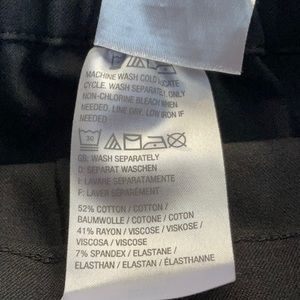 MACHINE WASH COLD
CYCLE. WASH SEPARATELY. ONLY
NON-CHLORINE BLEACH WHEN
NEEDED. LINE DRY. LOW IRON IF
NEEDED.
30
GB: WASH SEPARATELY
D: SEPARAT WASCHEN
I: LAVARE SEPARATAMENTE
F: LAVER SÉPARÉMENT
52% COTTON / COTTON /
BAUMWOLLE / COTONE / COTON
41% RAYON / VISCOSE / VISKOSE /
VISCOSA / VISCOSE
7% SPANDEX / ELASTANE /
ELASTHAN / ELASTAN / ÉLASTHANNE